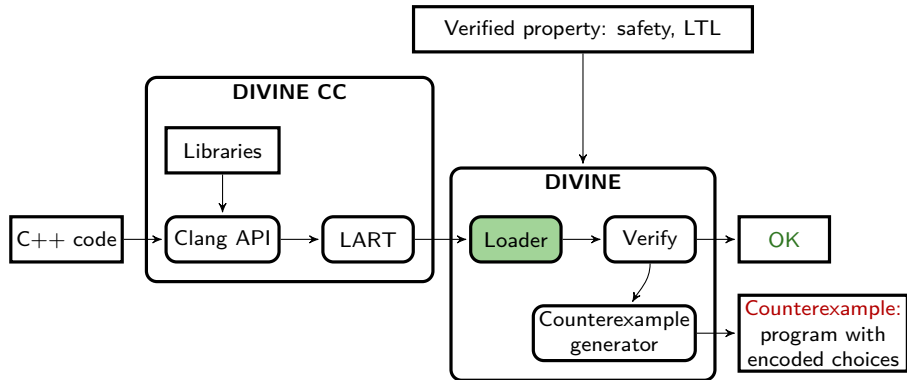 Verified property: safety, LTL
DIVINE CC
Libraries
C++ code
Clang API
LART
DIVINE
Loader
Verify
OK
Counterexample
generator
Counterexample:
program with
encoded choices